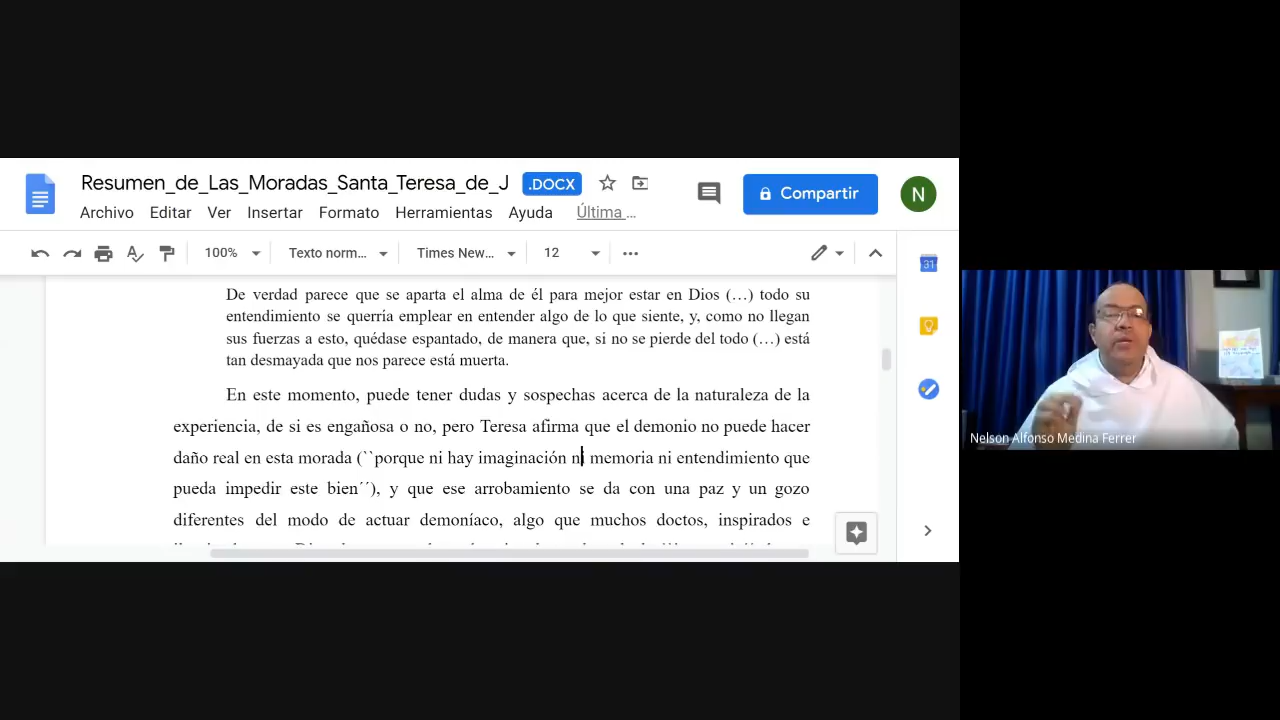 Resumen_de_Las_Moradas_Santa_Teresa_de_J .DOCX
Archivo Editar Ver Insertar Formato Herramientas Ayuda Última ...
Compartir
N
100% Texto norm... Times New... 12
31
De verdad parece que se aparta el alma de él para mejor estar en Dios (…) todo su
entendimiento se querría emplear en entender algo de lo que siente, y, como no llegan
sus fuerzas a esto, quédase espantado, de manera que, si no se pierde del todo (…) está
tan desmayada que nos parece está muerta.
En este momento, puede tener dudas y sospechas acerca de la naturaleza de la
experiencia, de si es engañosa o no, pero Teresa afirma que el demonio no puede hacer
daño real en esta morada (``porque ni hay imaginación ni memoria ni entendimiento que
pueda impedir este bien´´), y que ese arrobamiento se da con una paz y un gozo
diferentes del modo de actuar demoníaco, algo que muchos doctos, inspirados e
Nelson Alfonso Medina Ferrer